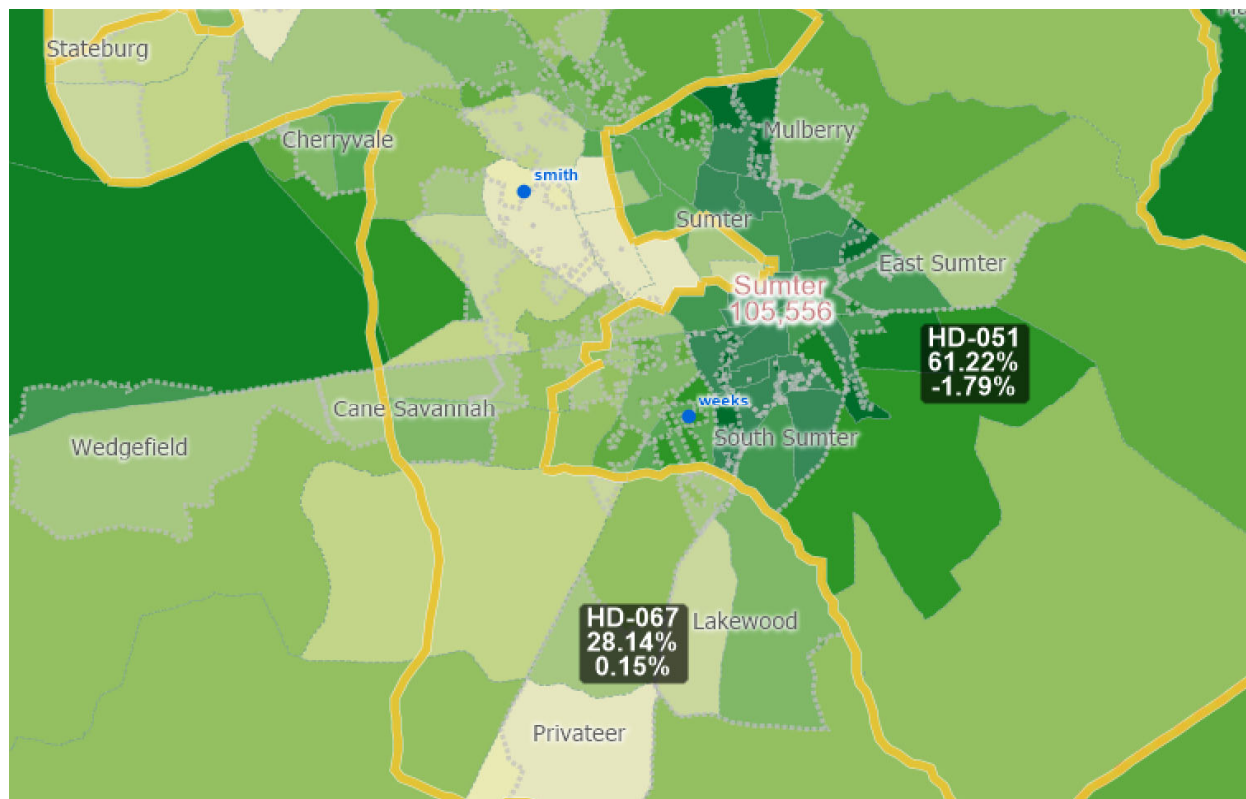 Stateburg
Cherryvale
Mulberry
smith
Sumter
East Sumter
Sumter
105,556
HD-051
61.22%
-1.79%
weeks
Cane Savannah
South Sumter
Wedgefield
HD-067
28.14%
0.15%
Lakewood
Privateer